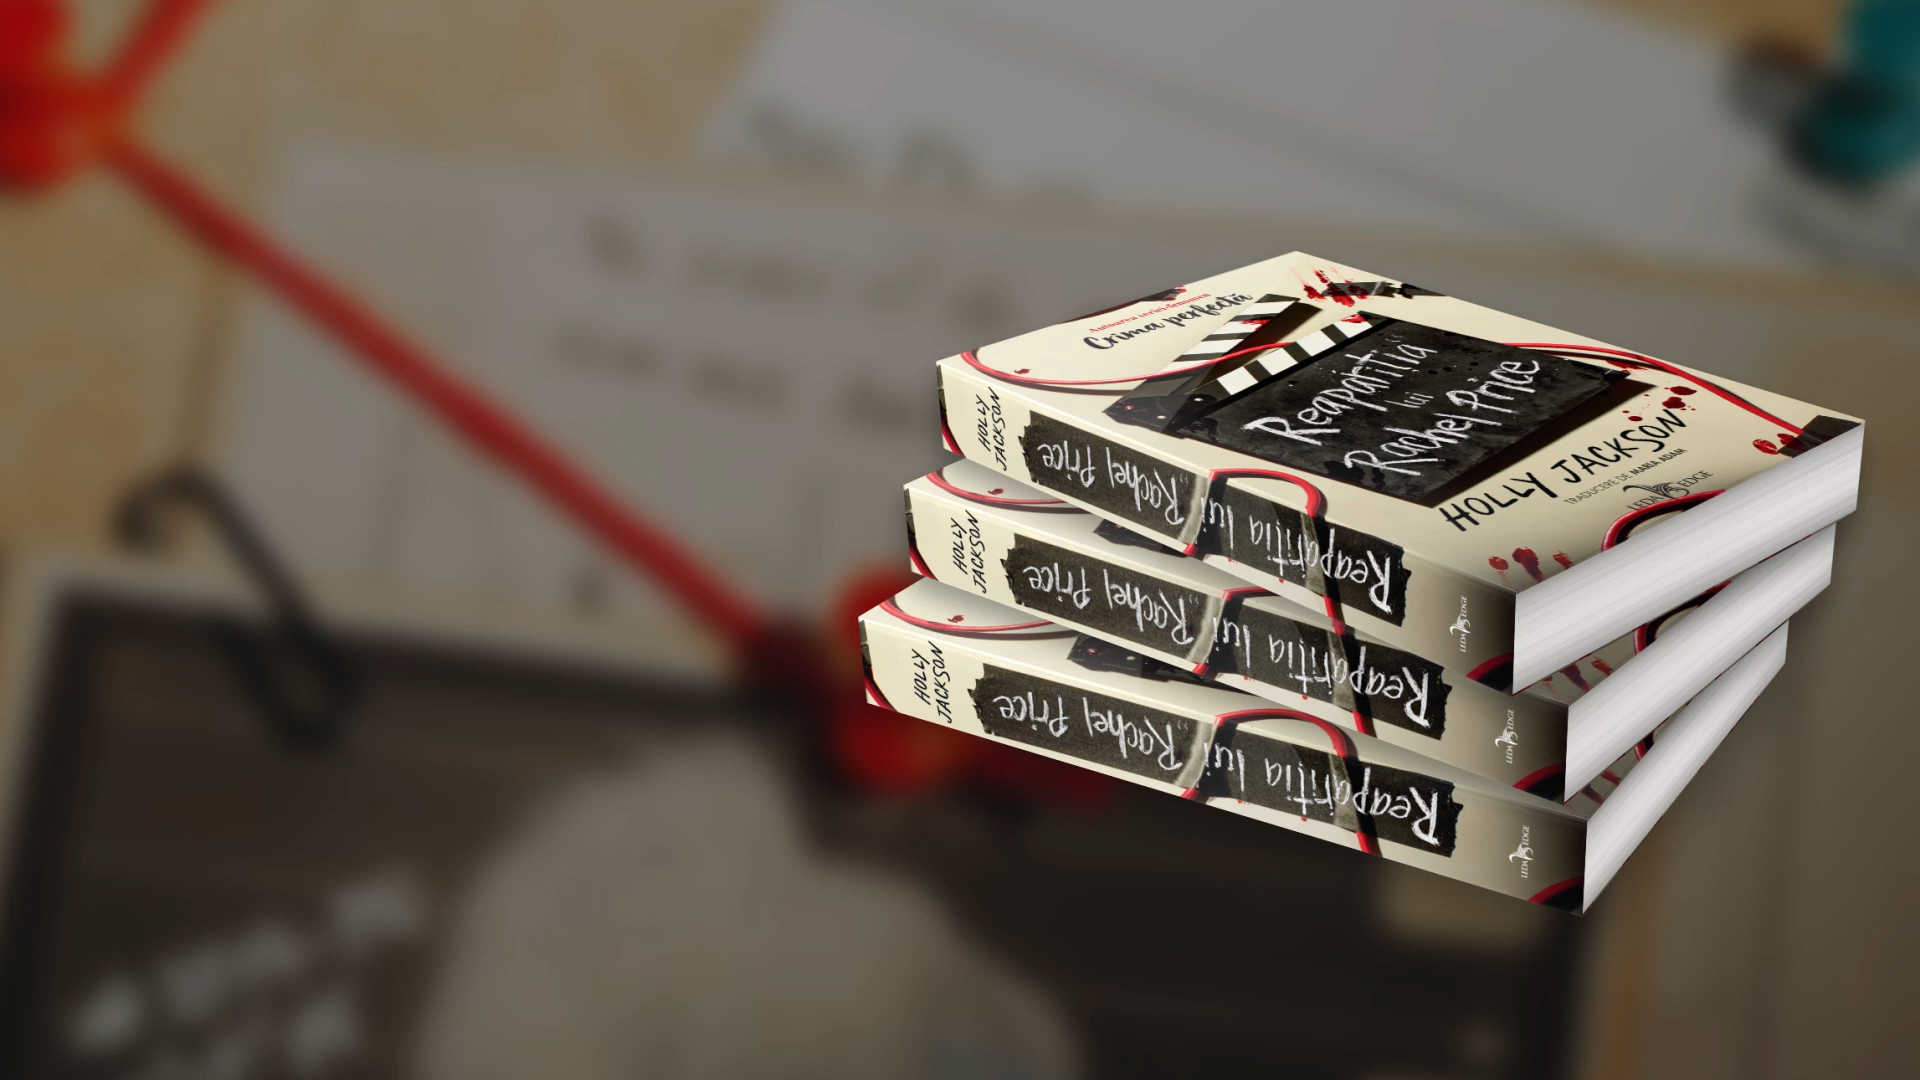 Autoarea seriei-fenomen
Crima perfectă
Reapariția
lui
Rachel Price
HOLLY JACKSON
TRADUCERE DE MARIA ADAM
LEDA EDGE
HOLLY
JACKSON
Reapariția lui Rachel Price
LEDA EDGE
HOLLY
JACKSON
Reapariția lui Rachel Price
LEDA EDGE
HOLLY
JACKSON
Reapariția lui Rachel Price
LEDA EDGE